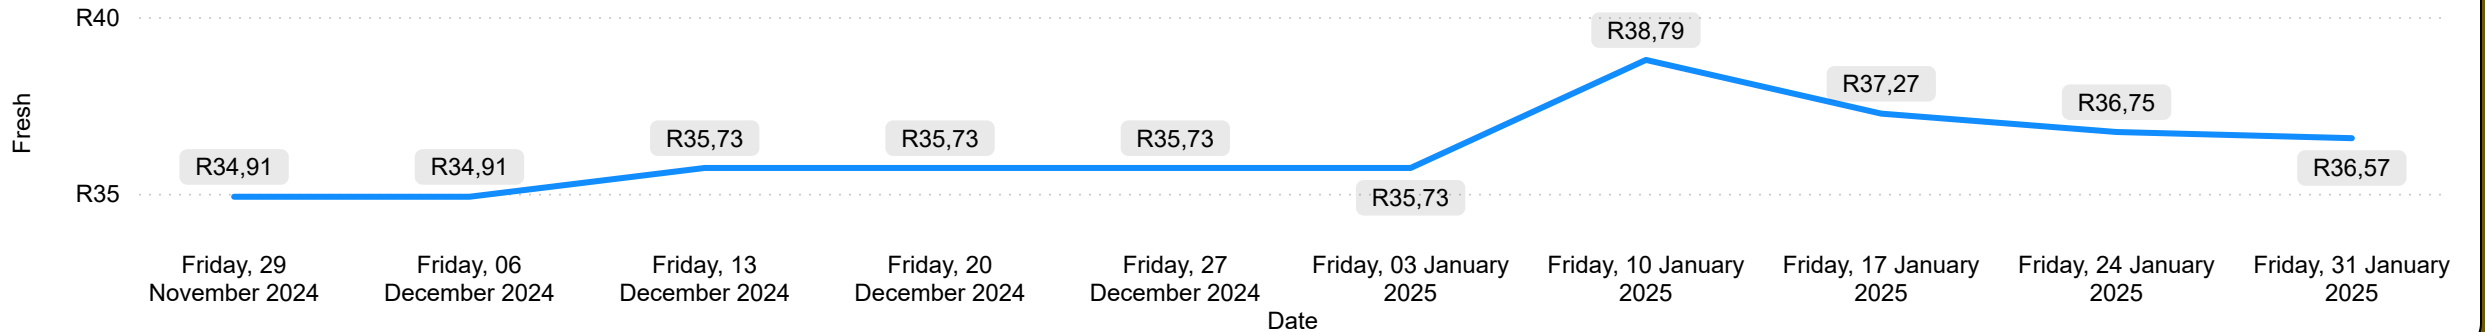 R40
R38,79
R37,27
R36,75
Fresh
R35,73
R35,73
R35,73
R34,91
R34,91
R36,57
R35
R35,73
Friday, 29
November 2024
Friday, 06
December 2024
Friday, 13
December 2024
Friday, 20
December 2024
Friday, 27
December 2024
Friday, 03 January
2025
Friday, 10 January
2025
Friday, 17 January
2025
Friday, 24 January
2025
Friday, 31 January
2025
Date